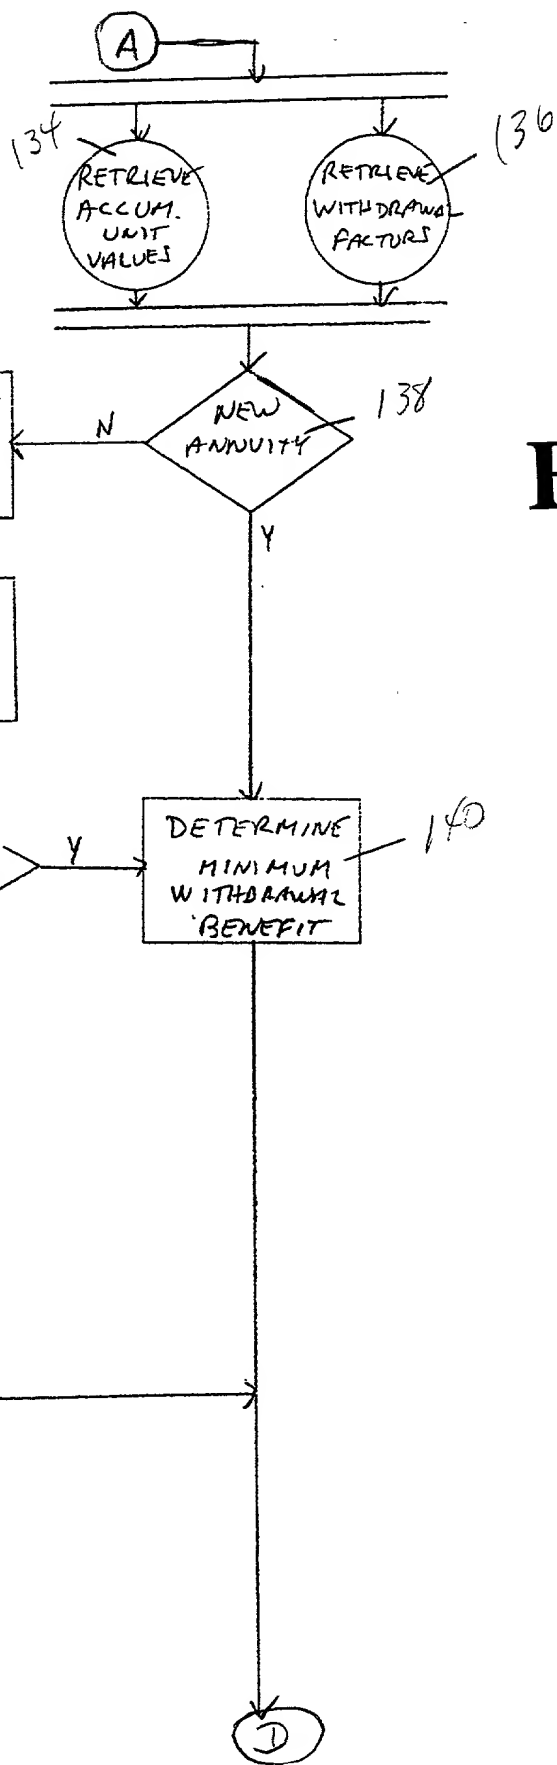 A
134
RETRIEVE
ACCUM.
UNIT
VALUES
136
RETRIEVE
WITHDRAWAL
FACTORS
138
NEW
ANNUITY
N
Y
140
DETERMINE
MINIMUM
WITHDRAWAL
BENEFIT
Y
D